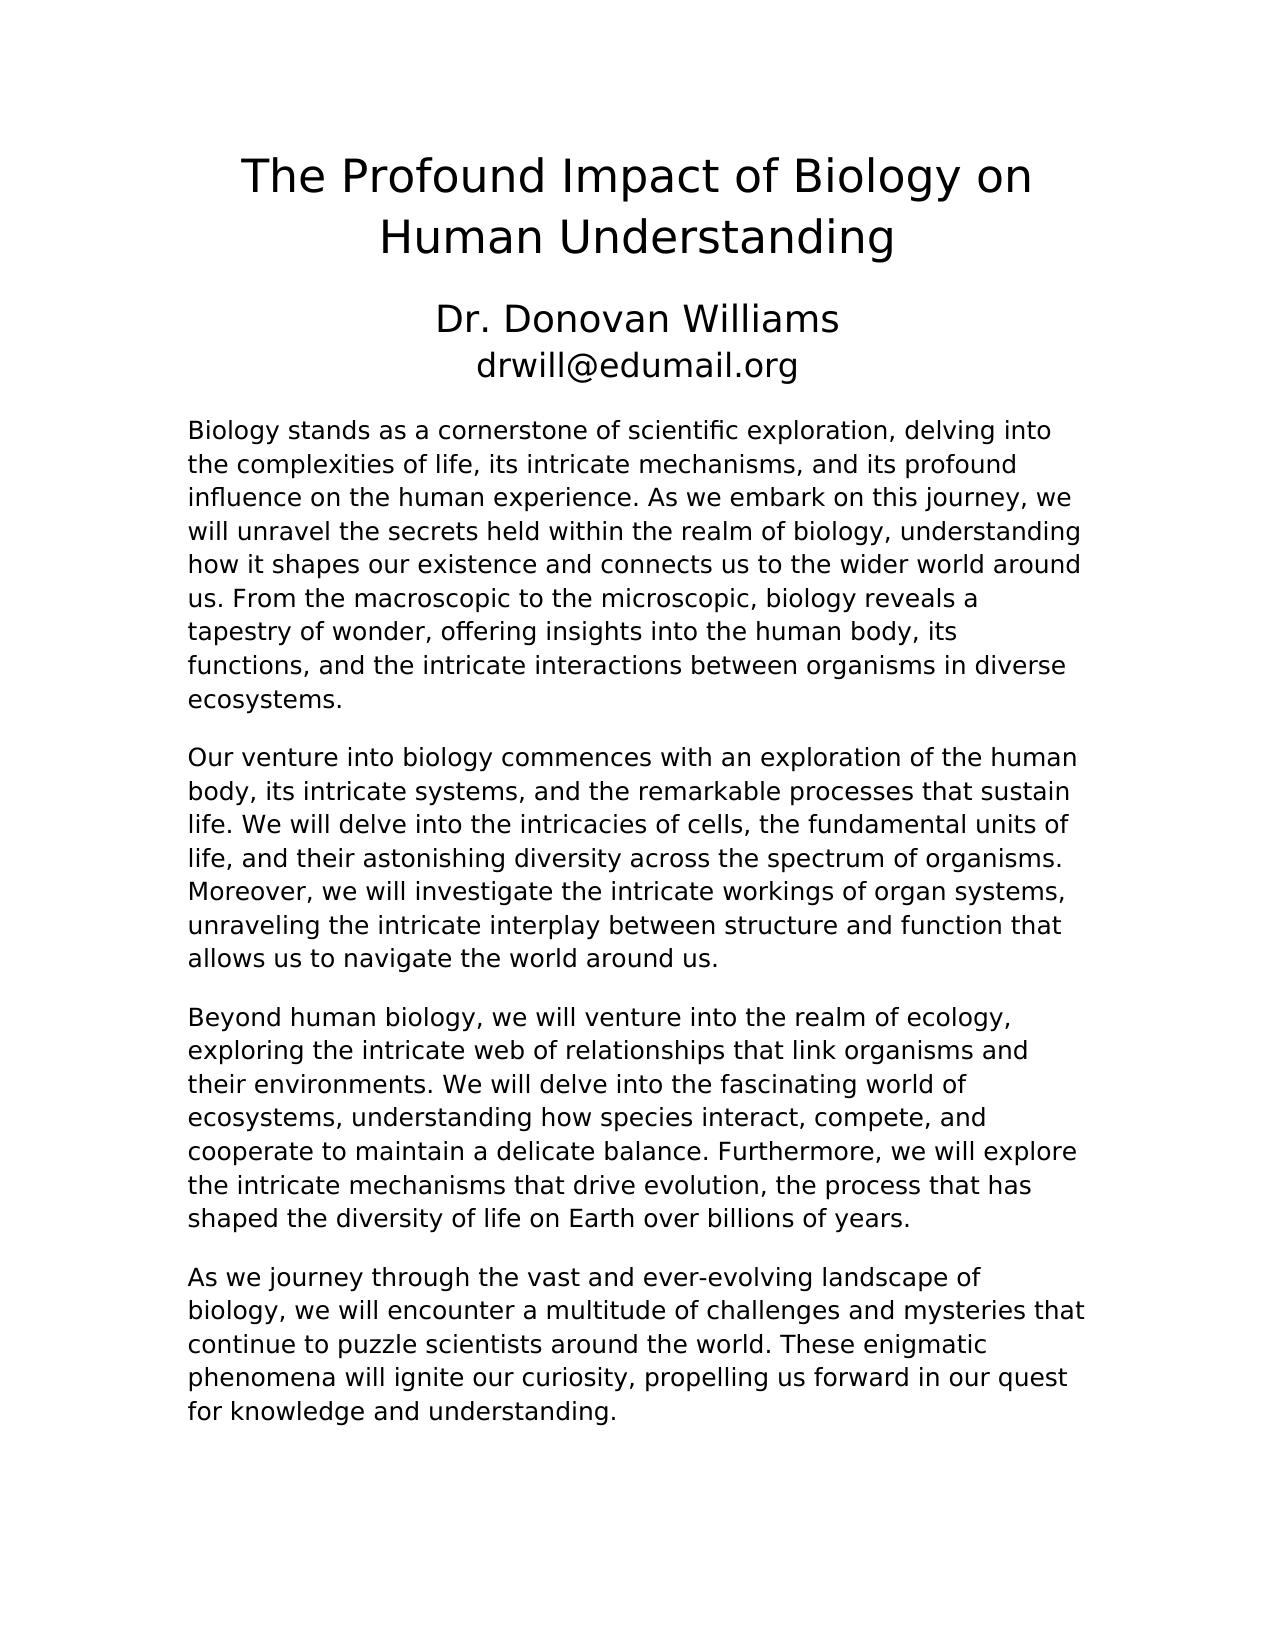 The Profound Impact of Biology on
Human Understanding
Dr. Donovan Williams
drwill@edumail.org
Biology stands as a cornerstone of scientific exploration, delving into
the complexities of life, its intricate mechanisms, and its profound
influence on the human experience. As we embark on this journey, we
will unravel the secrets held within the realm of biology, understanding
how it shapes our existence and connects us to the wider world around
us. From the macroscopic to the microscopic, biology reveals a
tapestry of wonder, offering insights into the human body, its
functions, and the intricate interactions between organisms in diverse
ecosystems.
Our venture into biology commences with an exploration of the human
body, its intricate systems, and the remarkable processes that sustain
life. We will delve into the intricacies of cells, the fundamental units of
life, and their astonishing diversity across the spectrum of organisms.
Moreover, we will investigate the intricate workings of organ systems,
unraveling the intricate interplay between structure and function that
allows us to navigate the world around us.
Beyond human biology, we will venture into the realm of ecology,
exploring the intricate web of relationships that link organisms and
their environments. We will delve into the fascinating world of
ecosystems, understanding how species interact, compete, and
cooperate to maintain a delicate balance. Furthermore, we will explore
the intricate mechanisms that drive evolution, the process that has
shaped the diversity of life on Earth over billions of years.
As we journey through the vast and ever-evolving landscape of
biology, we will encounter a multitude of challenges and mysteries that
continue to puzzle scientists around the world. These enigmatic
phenomena will ignite our curiosity, propelling us forward in our quest
for knowledge and understanding.